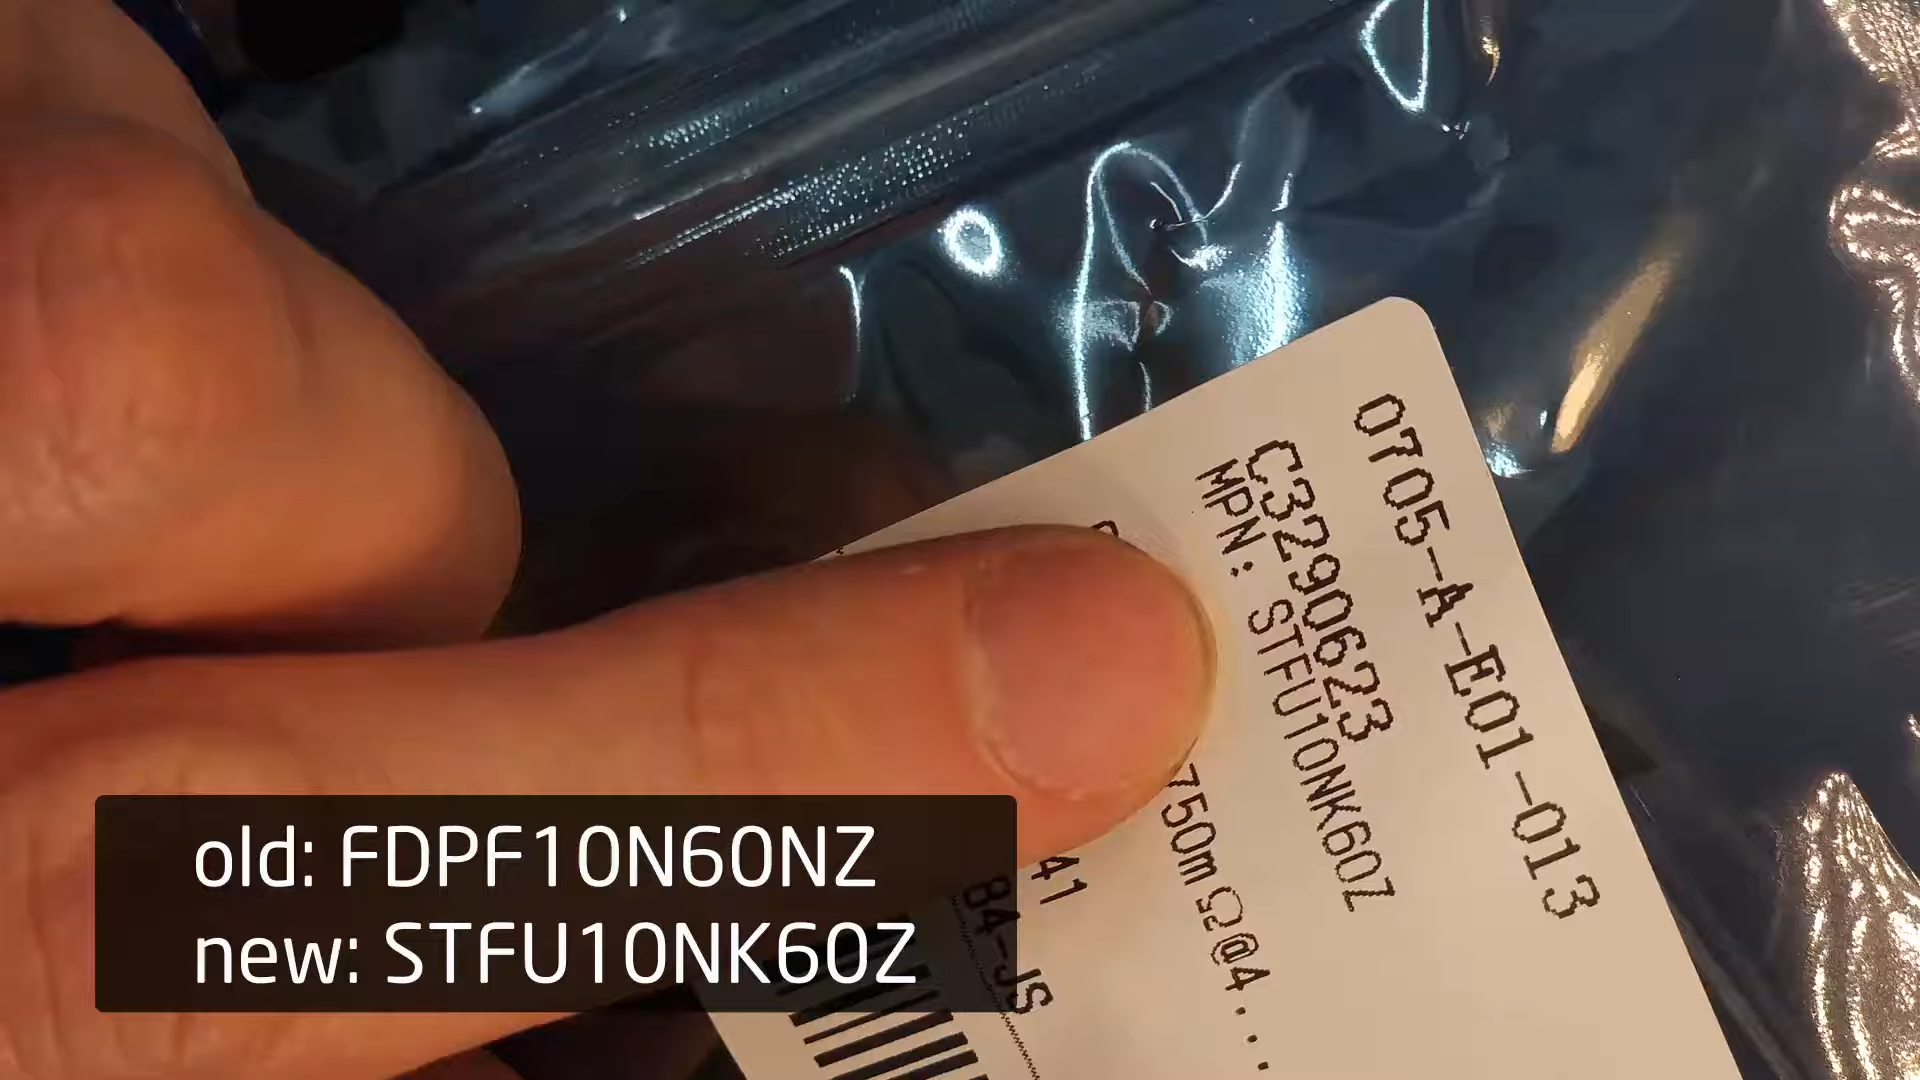 0705-A-E01-013
C3290623
MPN: STFU10NK60Z
750mΩ@4...
41
84-JS
old: FDPF10N60NZ
new: STFU10NK60Z